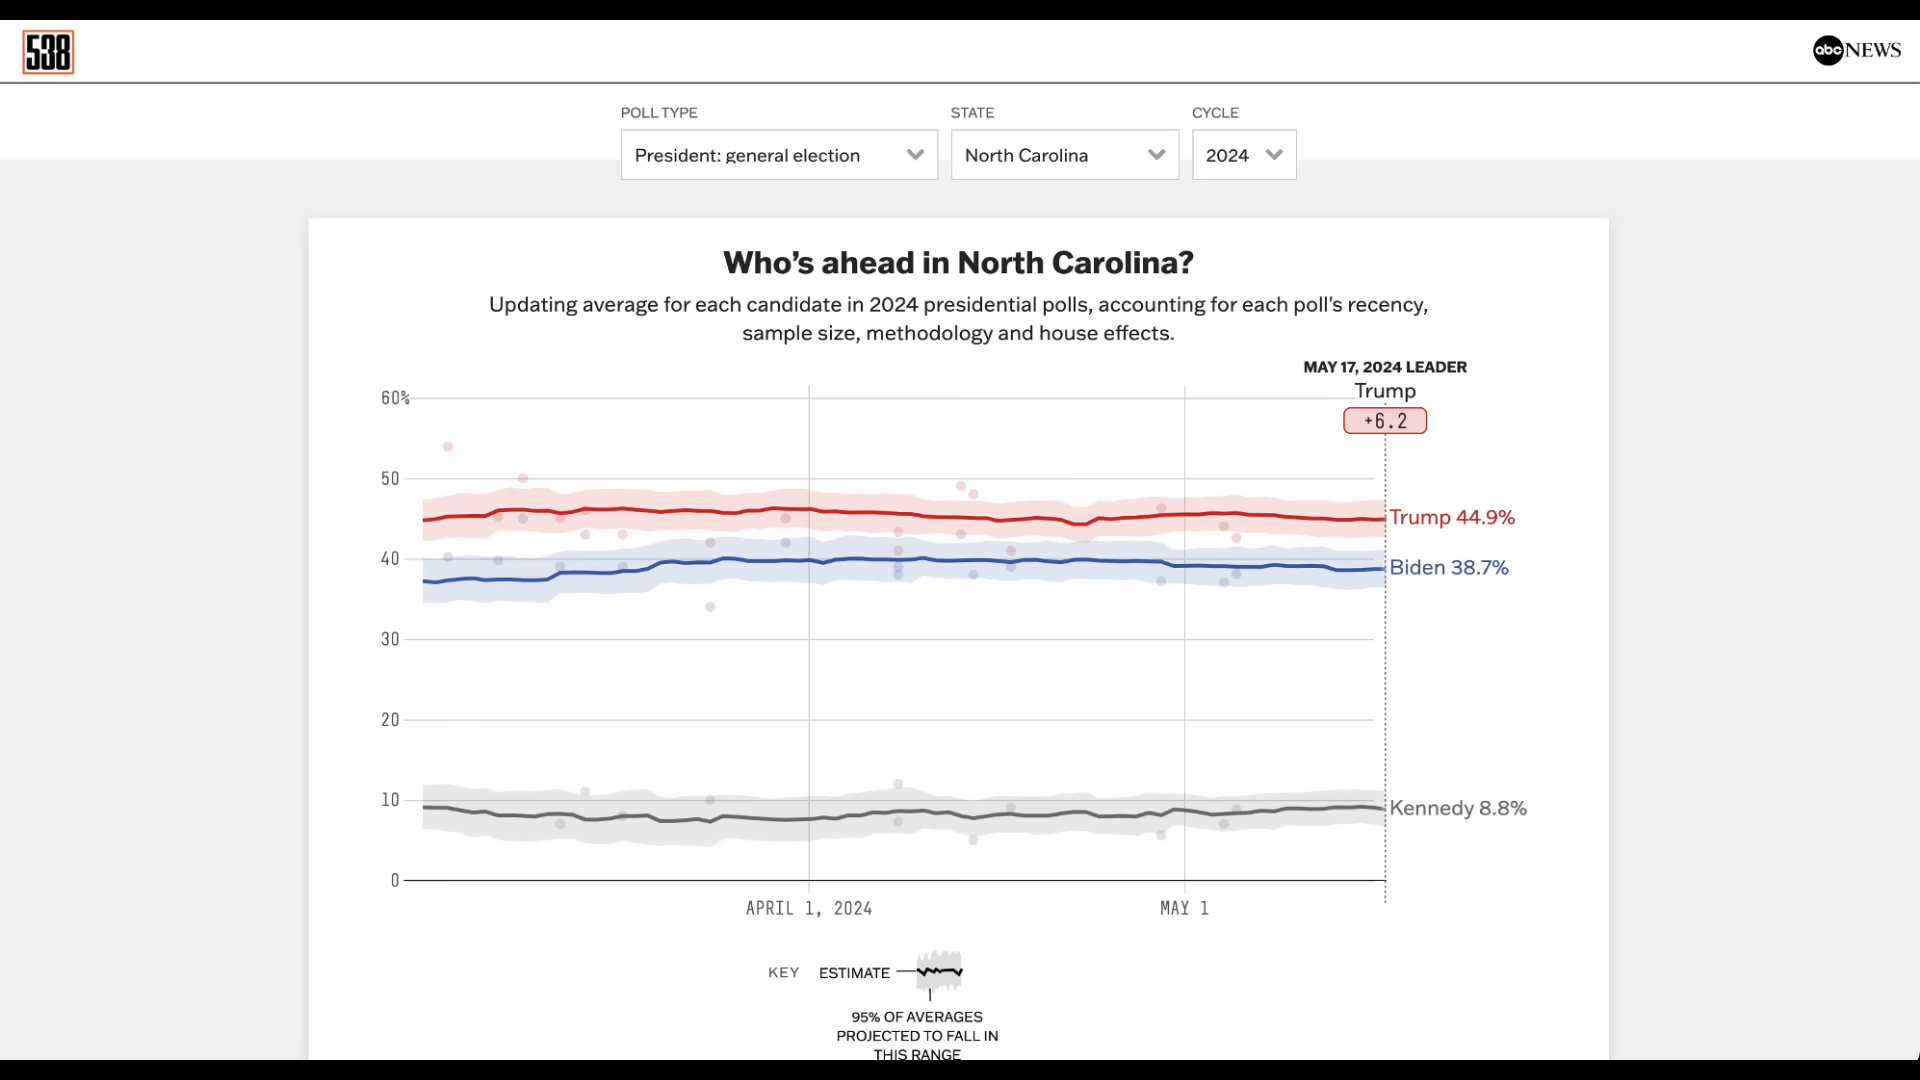 538
abc NEWS
POLL TYPE
STATE
CYCLE
President: general election
North Carolina
2024
Who's ahead in North Carolina?
Updating average for each candidate in 2024 presidential polls, accounting for each poll's recency,
sample size, methodology and house effects.
MAY 17, 2024 LEADER
Trump
+6.2
60%
50
40
30
20
10
0
Trump 44.9%
Biden 38.7%
Kennedy 8.8%
APRIL 1, 2024
MAY 1
KEY
ESTIMATE
95% OF AVERAGES
PROJECTED TO FALL IN
THIS RANGE